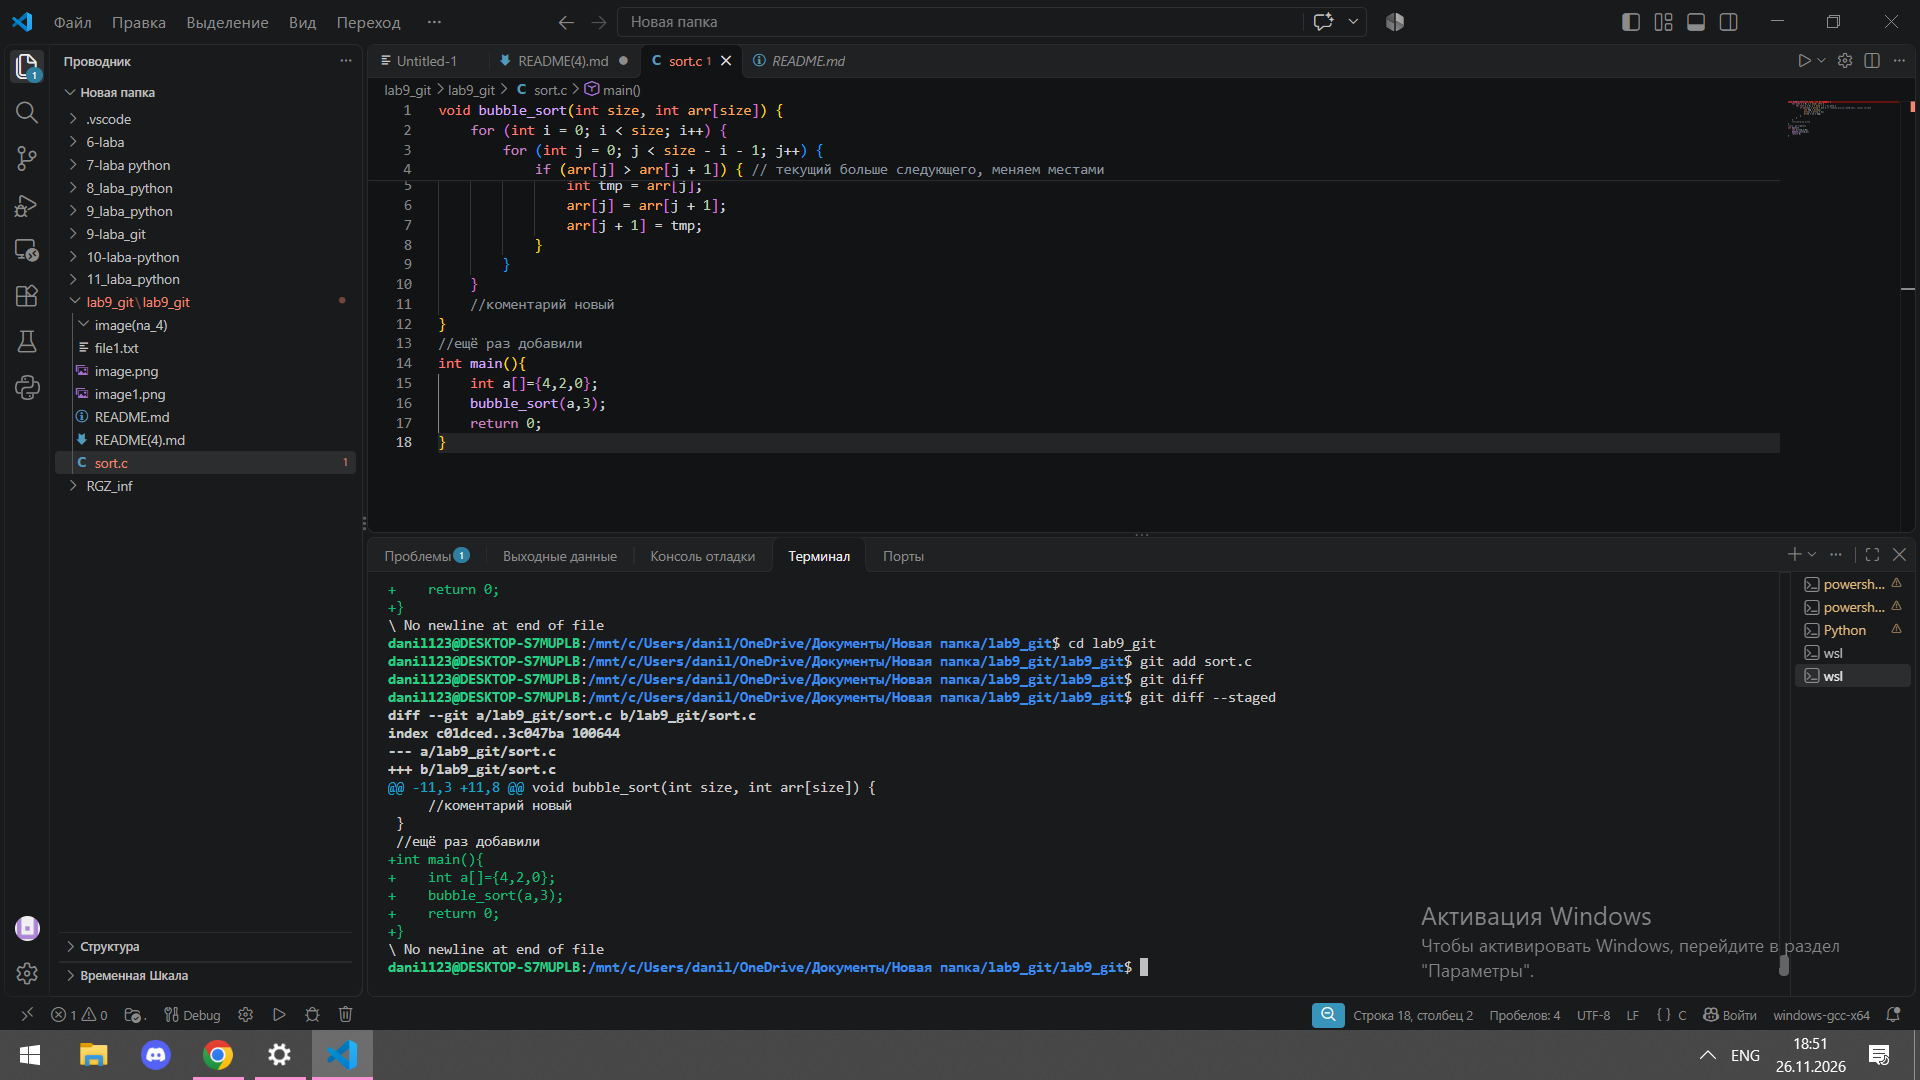 Файл Правка Выделение Вид Переход ··· Новая папка
Проводник ···
Новая папка
.vscode
6-laba
7-laba python
8_laba_python
9_laba_python
9-laba_git
10-laba-python
11_laba_python
lab9_git\lab9_git
image(na_4)
file1.txt
image.png
image1.png
README.md
README(4).md
sort.c 1
RGZ_inf
Структура
Временная Шкала
Untitled-1 README(4).md sort.c 1 README.md
lab9_git > lab9_git > C sort.c > main()
1 void bubble_sort(int size, int arr[size]) {
2 for (int i = 0; i < size; i++) {
3 for (int j = 0; j < size - i - 1; j++) {
4 if (arr[j] > arr[j + 1]) { // текущий больше следующего, меняем местами
5 int tmp = arr[j];
6 arr[j] = arr[j + 1];
7 arr[j + 1] = tmp;
8 }
9 }
10 }
11 //коментарий новый
12 }
13 //ещё раз добавили
14 int main(){
15 int a[]={4,2,0};
16 bubble_sort(a,3);
17 return 0;
18 }
Проблемы 1 Выходные данные Консоль отладки Терминал Порты
+    return 0;
+}
\ No newline at end of file
danil123@DESKTOP-S7MUPLB:/mnt/c/Users/danil/OneDrive/Документы/Новая папка/lab9_git$ cd lab9_git
danil123@DESKTOP-S7MUPLB:/mnt/c/Users/danil/OneDrive/Документы/Новая папка/lab9_git/lab9_git$ git add sort.c
danil123@DESKTOP-S7MUPLB:/mnt/c/Users/danil/OneDrive/Документы/Новая папка/lab9_git/lab9_git$ git diff
danil123@DESKTOP-S7MUPLB:/mnt/c/Users/danil/OneDrive/Документы/Новая папка/lab9_git/lab9_git$ git diff --staged
diff --git a/lab9_git/sort.c b/lab9_git/sort.c
index c01dced..3c047ba 100644
--- a/lab9_git/sort.c
+++ b/lab9_git/sort.c
@@ -11,3 +11,8 @@ void bubble_sort(int size, int arr[size]) {
//коментарий новый
}
//ещё раз добавили
+int main(){
+    int a[]={4,2,0};
+    bubble_sort(a,3);
+    return 0;
+}
\ No newline at end of file
danil123@DESKTOP-S7MUPLB:/mnt/c/Users/danil/OneDrive/Документы/Новая папка/lab9_git/lab9_git$
powersh...
powersh...
Python
wsl
wsl
Активация Windows
Чтобы активировать Windows, перейдите в раздел
"Параметры".
1 0 Debug Строка 18, столбец 2 Пробелов: 4 UTF-8 LF { } C Войти windows-gcc-x64
ENG 18:51
26.11.2026